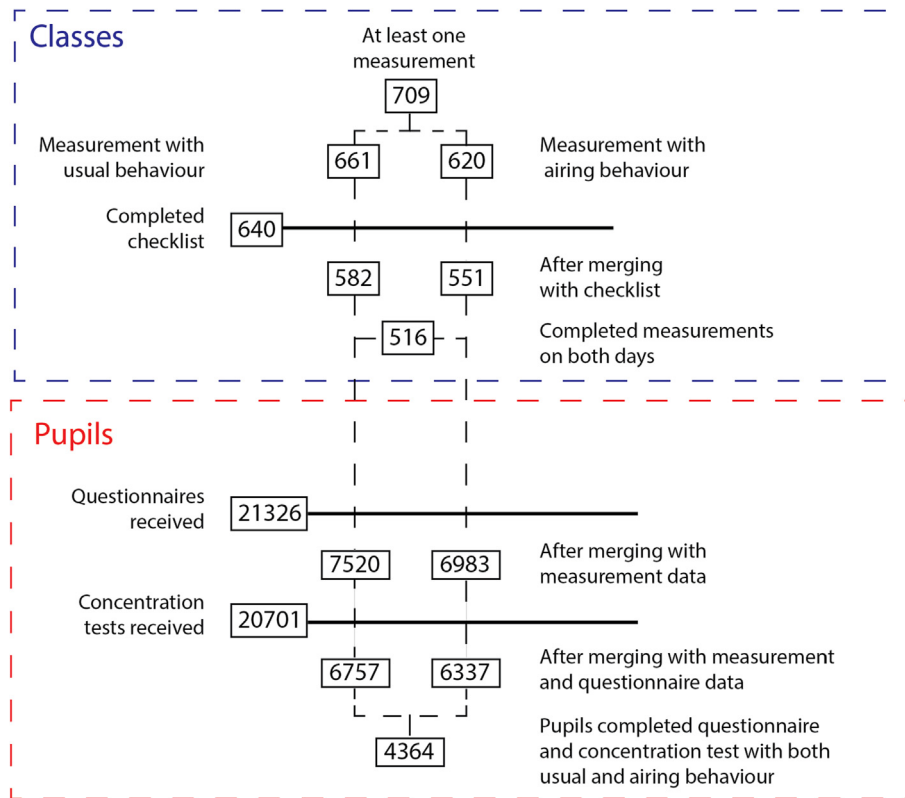 Classes
At least one
measurement
709
Measurement with
usual behaviour
661
620
Measurement with
airing behaviour
Completed
checklist
640
582
551
After merging
with checklist
516
Completed measurements
on both days
Pupils
Questionnaires
received
21326
7520
6983
After merging with
measurement data
Concentration
tests received
20701
6757
6337
After merging with measurement
and questionnaire data
4364
Pupils completed questionnaire
and concentration test with both
usual and airing behaviour